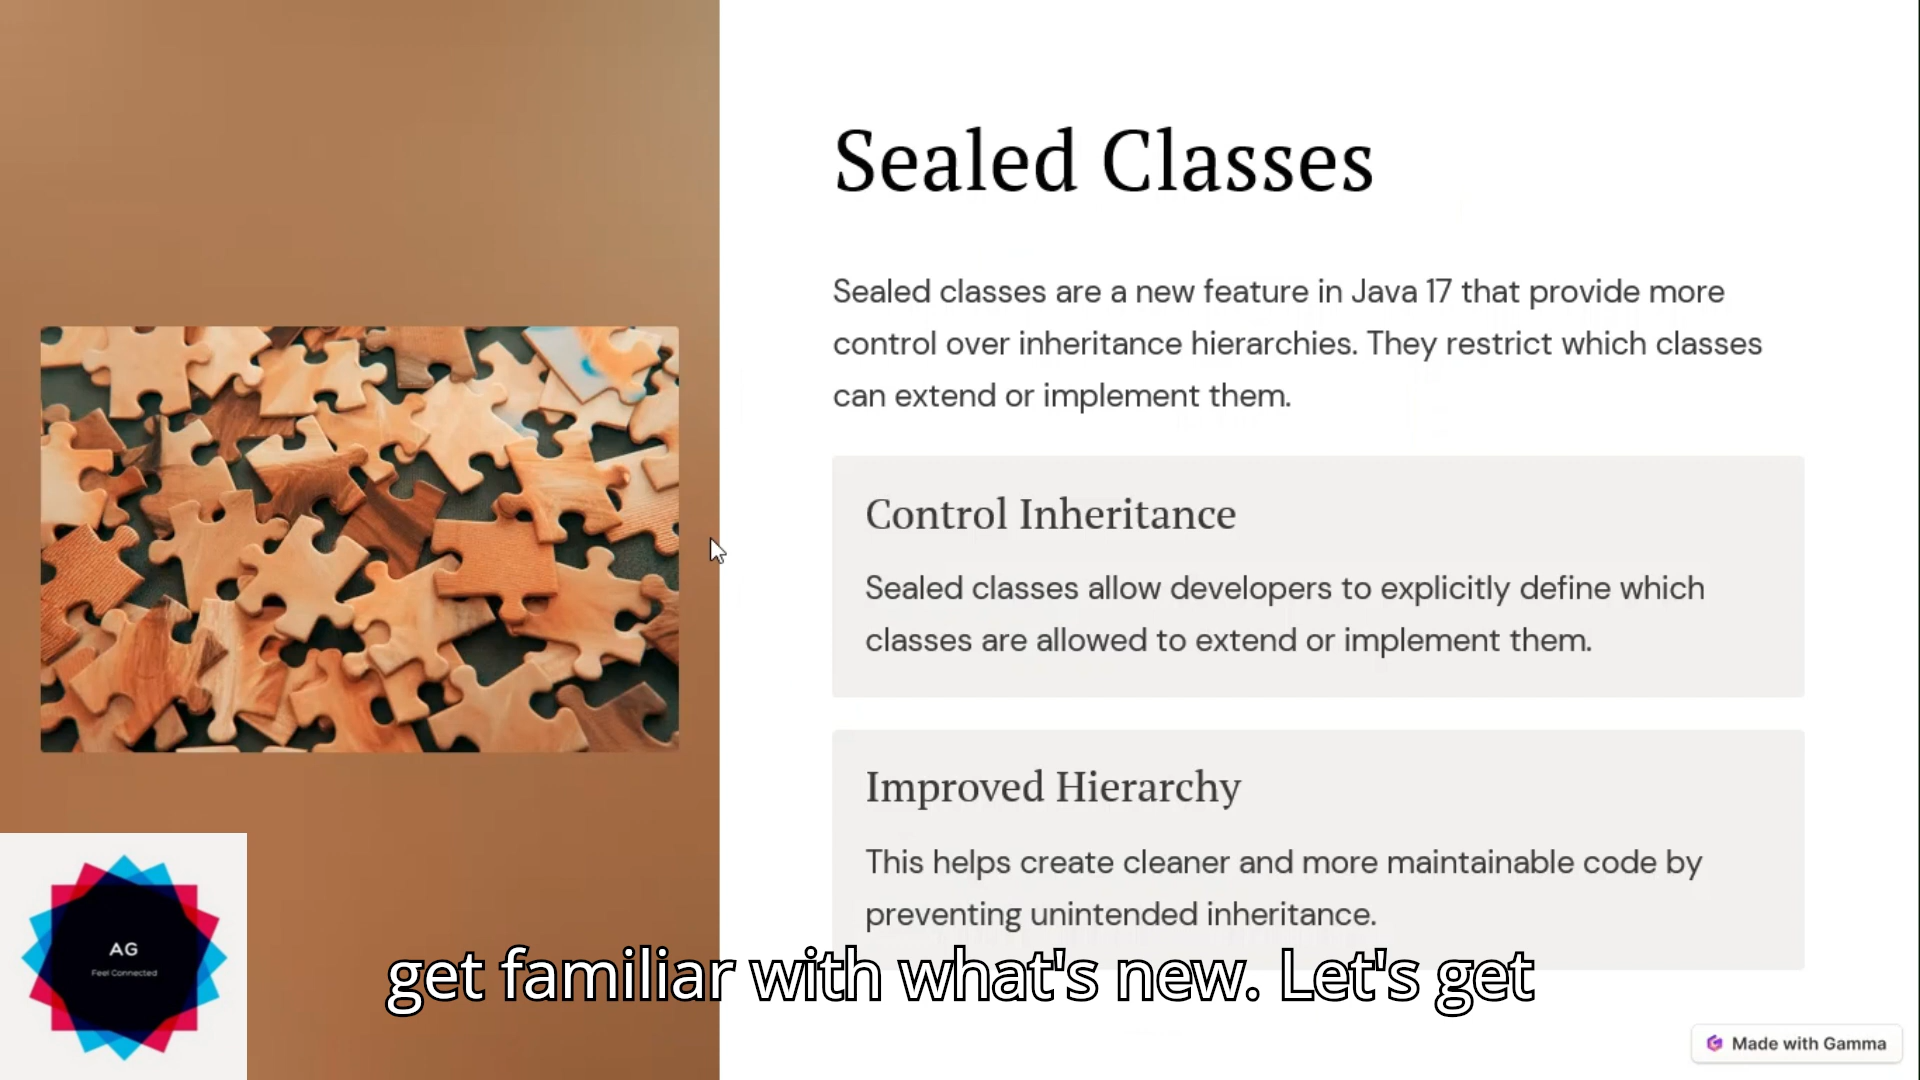 Sealed Classes
Sealed classes are a new feature in Java 17 that provide more
control over inheritance hierarchies. They restrict which classes
can extend or implement them.
Control Inheritance
Sealed classes allow developers to explicitly define which
classes are allowed to extend or implement them.
Improved Hierarchy
This helps create cleaner and more maintainable code by
preventing unintended inheritance.
get familiar with what's new. Let's get
AG
Feel Connected
Made with Gamma